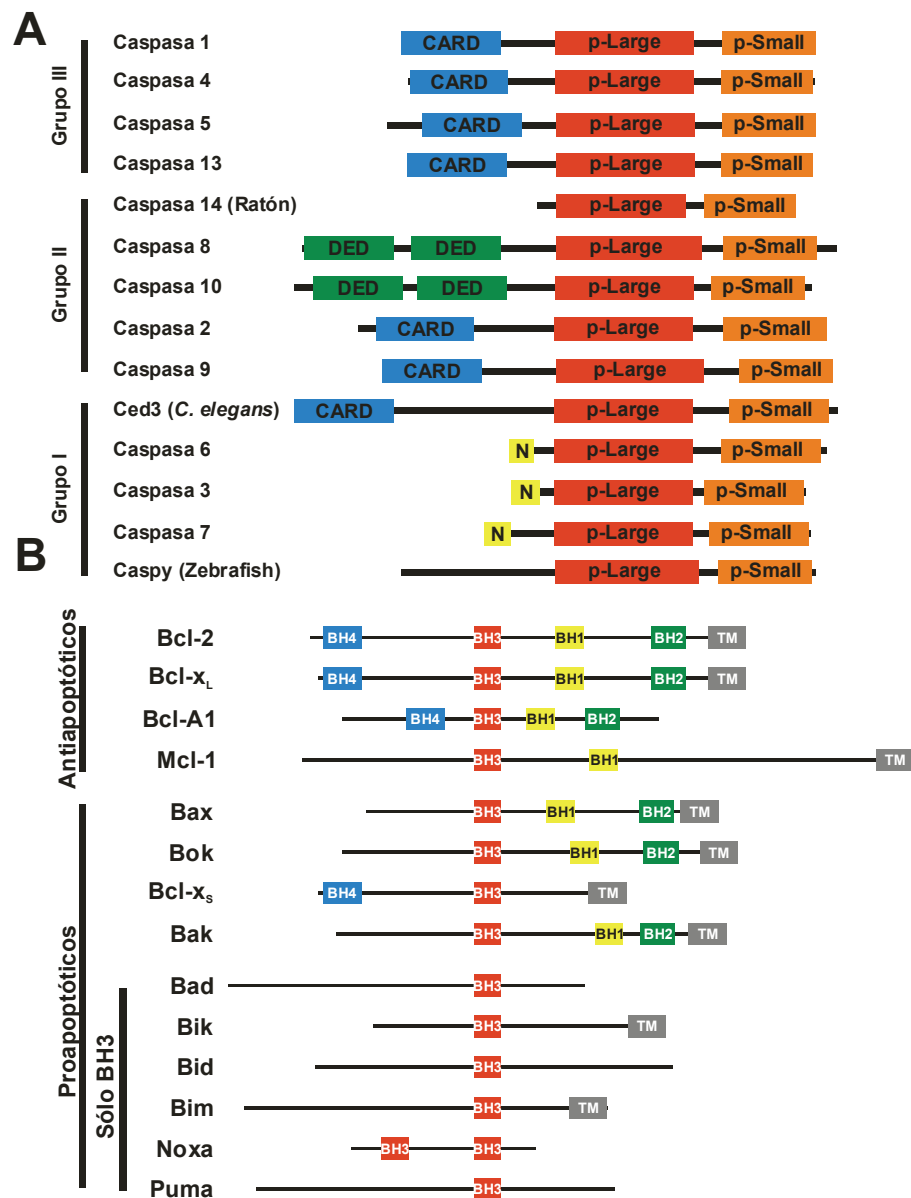 A
Grupo III
Caspasa 1 CARD p-Large p-Small
Caspasa 4 CARD p-Large p-Small
Caspasa 5 CARD p-Large p-Small
Caspasa 13 CARD p-Large p-Small
Grupo II
Caspasa 14 (Ratón) p-Large p-Small
Caspasa 8 DED DED p-Large p-Small
Caspasa 10 DED DED p-Large p-Small
Caspasa 2 CARD p-Large p-Small
Caspasa 9 CARD p-Large p-Small
Grupo I
Ced3 (C. elegans) CARD p-Large p-Small
Caspasa 6 N p-Large p-Small
Caspasa 3 N p-Large p-Small
Caspasa 7 N p-Large p-Small
Caspy (Zebrafish) p-Large p-Small
B
Antiapoptóticos
Bcl-2 BH4 BH3 BH1 BH2 TM
Bcl-xL BH4 BH3 BH1 BH2 TM
Bcl-A1 BH4 BH3 BH1 BH2
Mcl-1 BH3 BH1 TM
Proapoptóticos
Bax BH3 BH1 BH2 TM
Bok BH3 BH1 BH2 TM
Bcl-xS BH4 BH3 TM
Bak BH3 BH1 BH2 TM
Sólo BH3
Bad BH3
Bik BH3 TM
Bid BH3
Bim BH3 TM
Noxa BH3 BH3
Puma BH3